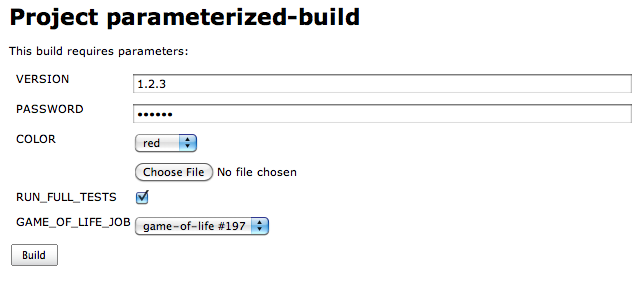 Project parameterized-build
This build requires parameters:
VERSION 1.2.3
PASSWORD ••••••
COLOR red
Choose File No file chosen
RUN_FULL_TESTS
GAME_OF_LIFE_JOB game-of-life #197
Build